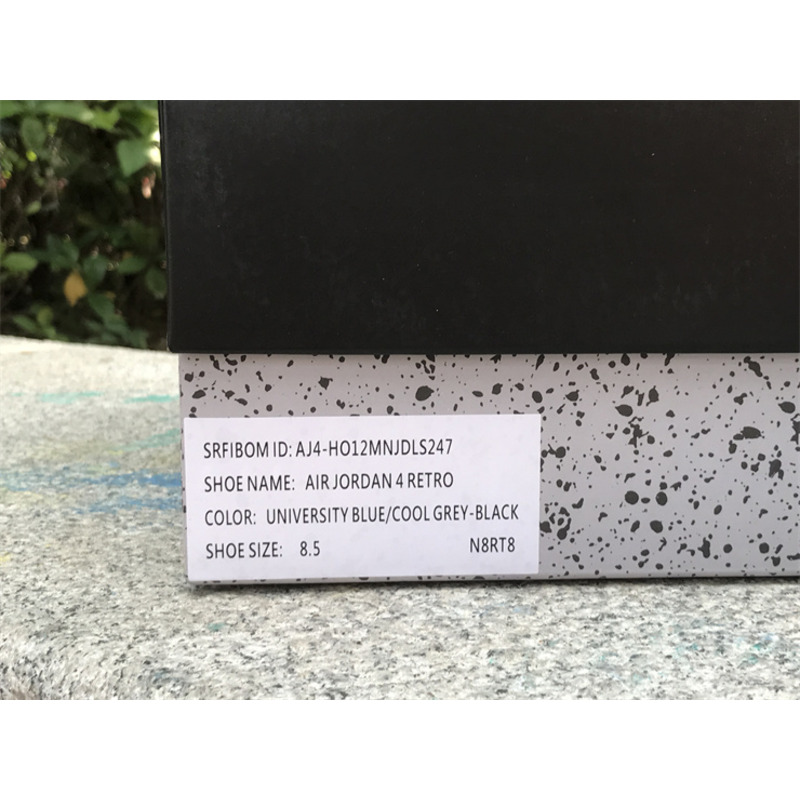 SRFIBOM ID: AJ4-HO12MNJDLS247
SHOE NAME: AIR JORDAN 4 RETRO
COLOR: UNIVERSITY BLUE/COOL GREY-BLACK
SHOE SIZE: 8.5 N8RT8